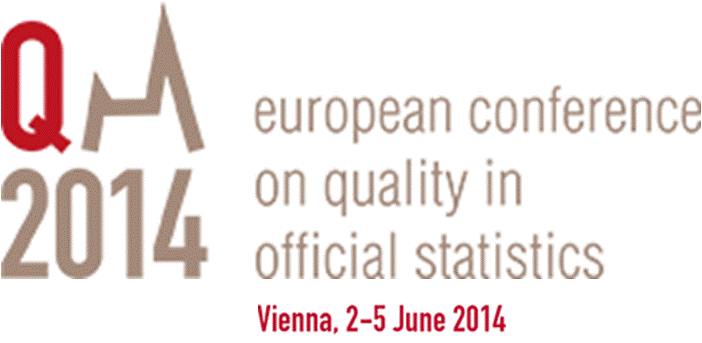 Q
2014
european conference
on quality in
official statistics
Vienna, 2–5 June 2014